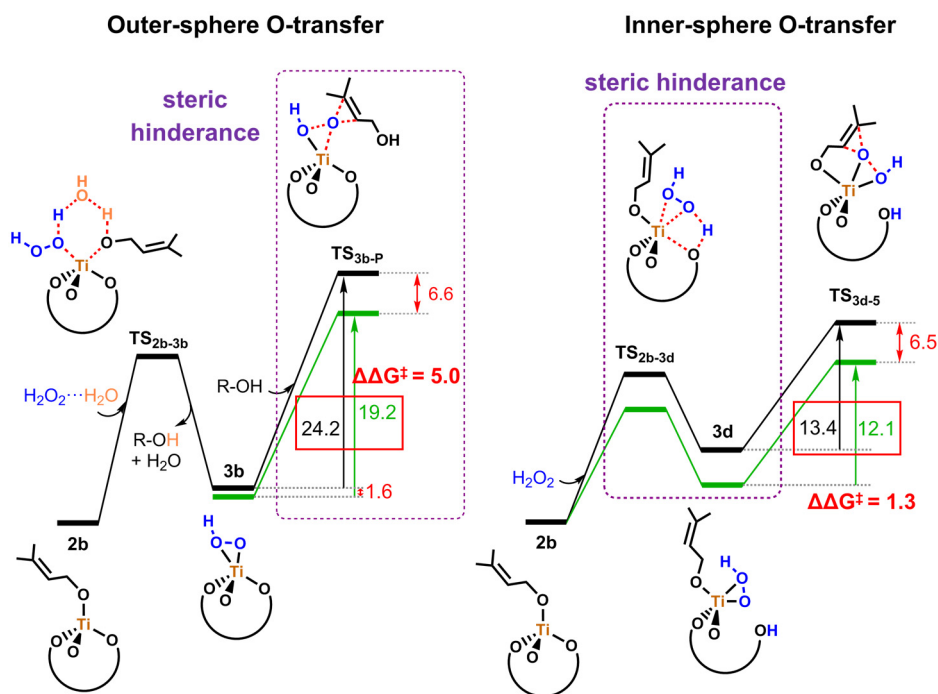 Outer-sphere O-transfer
Inner-sphere O-transfer
steric
hinderance
H
O
O
OH
Ti
O
O
O
H
O
H
H
H
O
O
O
Ti
O
O
O
TS3b-P
6.6
TS2b-3b
H2O2···H2O
R-OH
+ H2O
R-OH
ΔΔG‡ = 5.0
19.2
24.2
3b
1.6
2b
O
Ti
O
O
O
H
O–O
Ti
O
O
O
steric hinderance
H
O
O
O
H
Ti
O
O
O
O
O
O
H
Ti
O
O
OH
TS3d-5
6.5
TS2b-3d
3d
13.4
12.1
H2O2
ΔΔG‡ = 1.3
2b
O
Ti
O
O
O
H
O
O
O
Ti
O
O
OH